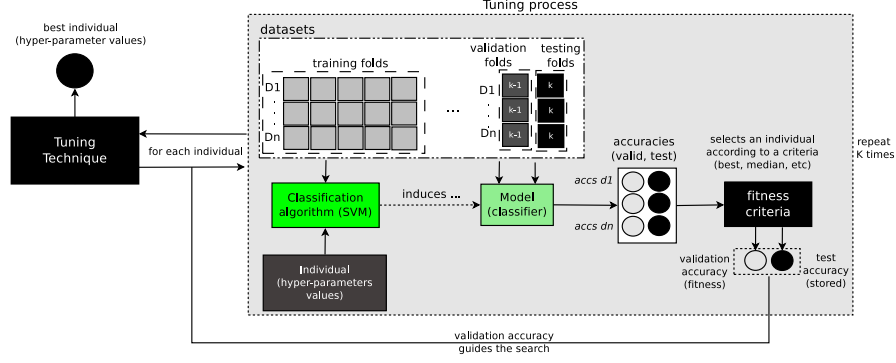 Tuning process
best individual
(hyper-parameter values)
datasets
training folds
validation
folds
testing
folds
D1
.
.
Dn
...
D1
.
.
Dn
k-1
k
k-1
k
k-1
k
Tuning
Technique
for each individual
Classification
algorithm (SVM)
induces ...
Model
(classifier)
accuracies
(valid, test)
accs d1
accs dn
selects an individual
according to a criteria
(best, median, etc)
fitness
criteria
repeat
K times
Individual
(hyper-parameters
values)
validation
accuracy
(fitness)
test
accuracy
(stored)
validation accuracy
guides the search